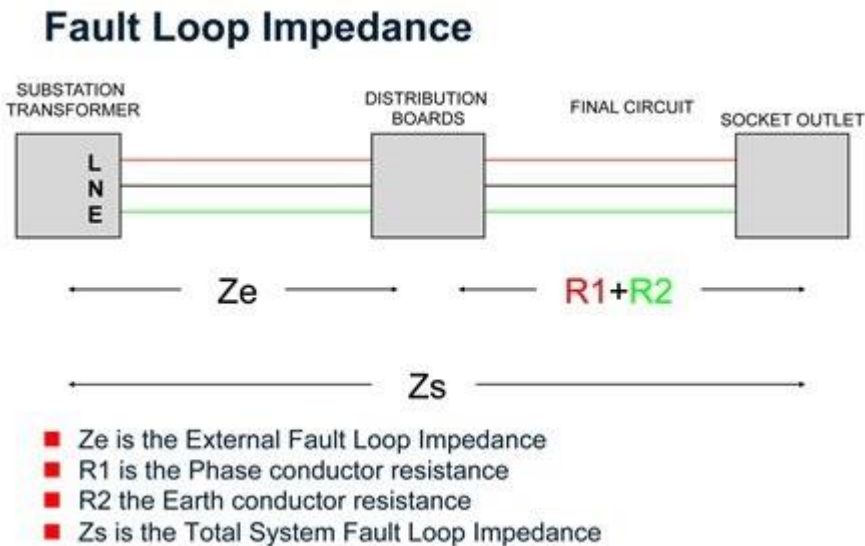 Fault Loop Impedance
SUBSTATION
TRANSFORMER
DISTRIBUTION
BOARDS
FINAL CIRCUIT
SOCKET OUTLET
L
N
E
Ze
R1+R2
Zs
Ze is the External Fault Loop Impedance
R1 is the Phase conductor resistance
R2 the Earth conductor resistance
Zs is the Total System Fault Loop Impedance